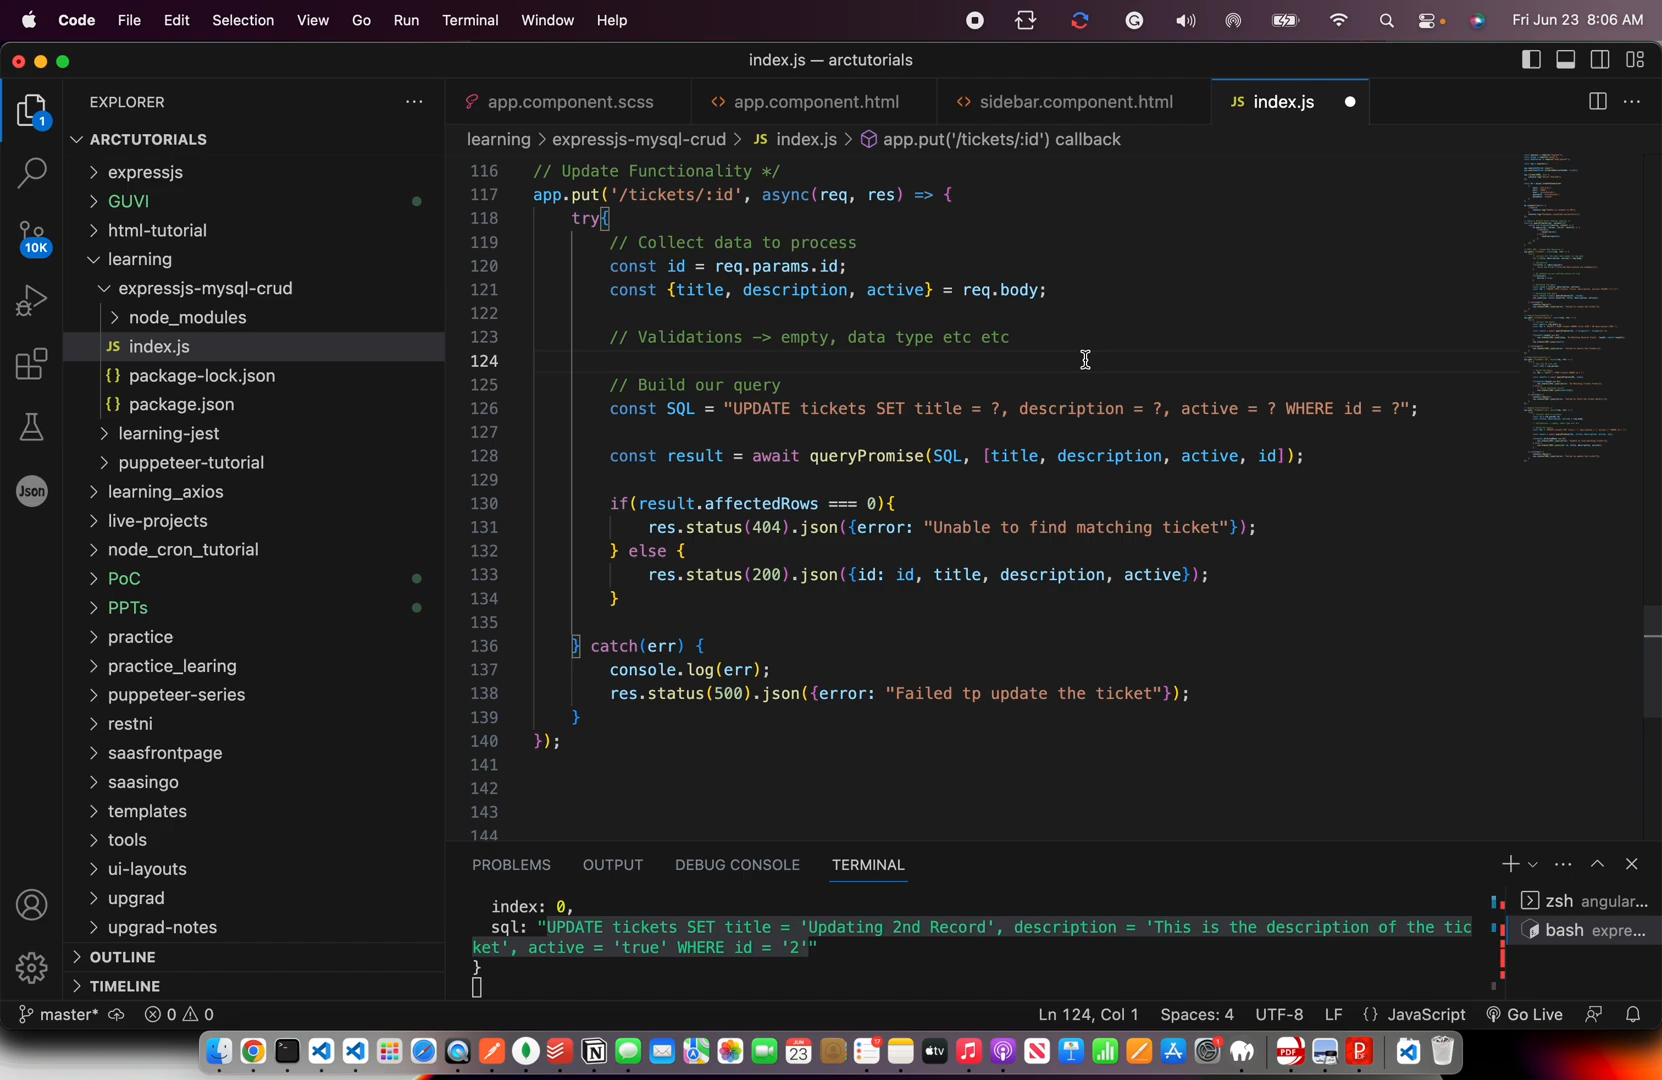 Code File Edit Selection View Go Run Terminal Window Help Fri Jun 23 8:06 AM
index.js — arctutorials
EXPLORER
app.component.scss
app.component.html
sidebar.component.html
JS index.js
learning > expressjs-mysql-crud > JS index.js > app.put('/tickets/:id') callback
ARCTUTORIALS
expressjs
GUVI
html-tutorial
learning
expressjs-mysql-crud
node_modules
JS index.js
{} package-lock.json
{} package.json
learning-jest
puppeteer-tutorial
learning_axios
live-projects
node_cron_tutorial
PoC
PPTs
practice
practice_learing
puppeteer-series
restni
saasfrontpage
saasingo
templates
tools
ui-layouts
upgrad
upgrad-notes
OUTLINE
TIMELINE
1
10K
Json
116 // Update Functionality */
117 app.put('/tickets/:id', async(req, res) => {
118 try{
119 // Collect data to process
120 const id = req.params.id;
121 const {title, description, active} = req.body;
122
123 // Validations -> empty, data type etc etc
124
125 // Build our query
126 const SQL = "UPDATE tickets SET title = ?, description = ?, active = ? WHERE id = ?";
127
128 const result = await queryPromise(SQL, [title, description, active, id]);
129
130 if(result.affectedRows === 0){
131 res.status(404).json({error: "Unable to find matching ticket"});
132 } else {
133 res.status(200).json({id: id, title, description, active});
134 }
135
136 } catch(err) {
137 console.log(err);
138 res.status(500).json({error: "Failed tp update the ticket"});
139 }
140 });
141
142
143
144
PROBLEMS OUTPUT DEBUG CONSOLE TERMINAL
index: 0,
sql: "UPDATE tickets SET title = 'Updating 2nd Record', description = 'This is the description of the tic
ket', active = 'true' WHERE id = '2'"
}
zsh angular...
bash expre...
master* 0 0 Ln 124, Col 1 Spaces: 4 UTF-8 LF {} JavaScript Go Live